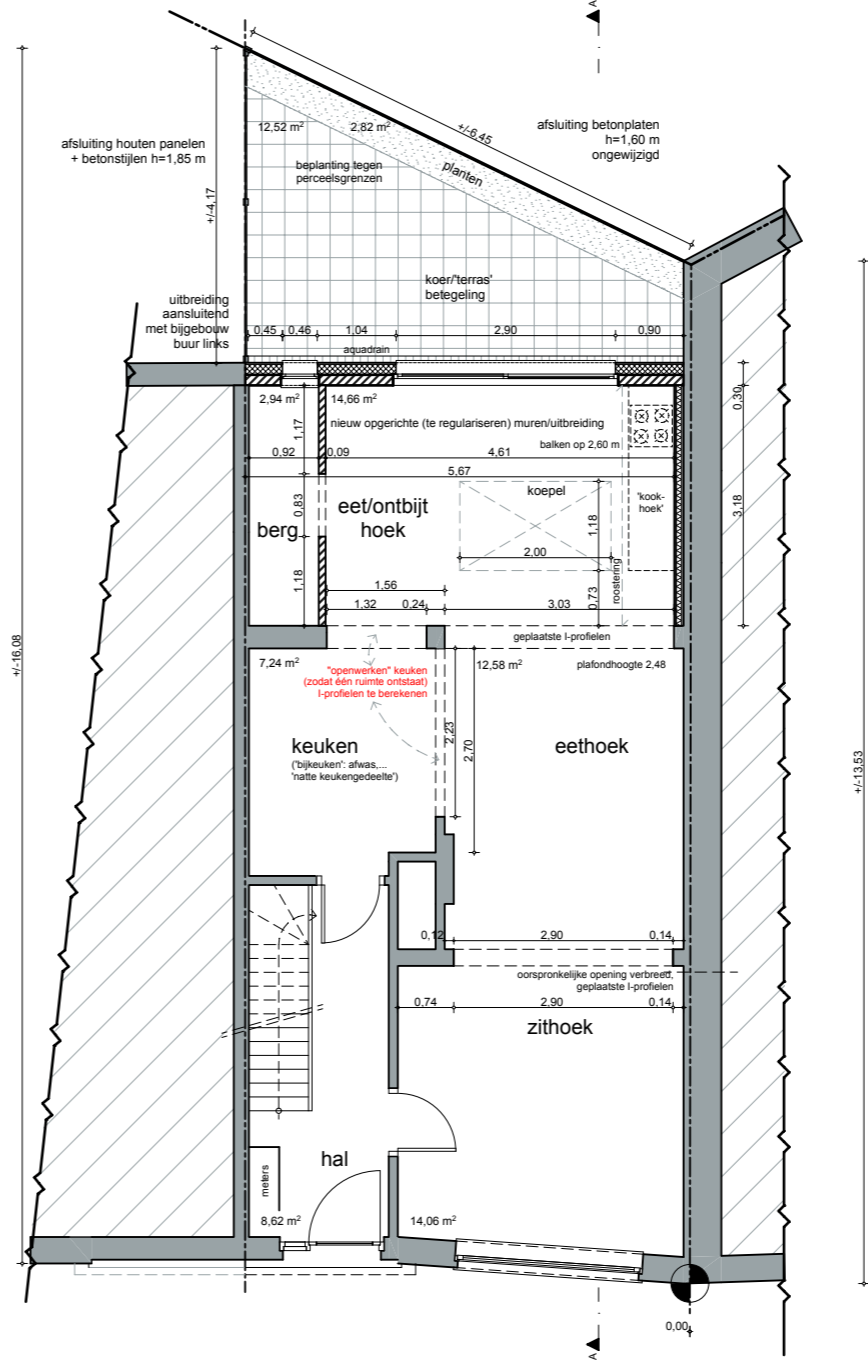 A
afsluiting houten panelen
+ betonstijlen h=1,85 m
12,52 m²
2,82 m²
+/-6,45
afsluiting betonplaten
h=1,60 m
ongewijzigd
beplanting tegen
perceelsgrenzen
planten
+/-4,17
koer/'terras'
betegeling
uitbreiding
aansluitend
met bijgebouw
buur links
0,45
0,46
1,04
2,90
0,90
aquadrain
2,94 m²
14,66 m²
0,30
nieuw opgerichte (te regulariseren) muren/uitbreiding
balken op 2,60 m
1,17
0,92
0,09
4,61
5,67
koepel
'kook-
hoek'
3,18
0,83
eet/ontbijt
hoek
berg
1,18
2,00
1,18
1,56
roostering
0,73
1,32
0,24
3,03
geplaatste I-profielen
+/-16,08
7,24 m²
"openwerken" keuken
(zodat één ruimte ontstaat)
I-profielen te berekenen
12,58 m²
plafondhoogte 2,48
2,23
2,70
keuken
('bijkeuken': afwas,...
'natte keukengedeelte')
eethoek
+/-13,53
0,12
2,90
0,14
oorspronkelijke opening verbreed,
geplaatste I-profielen
0,74
2,90
0,14
zithoek
hal
meters
8,62 m²
14,06 m²
0,00
A